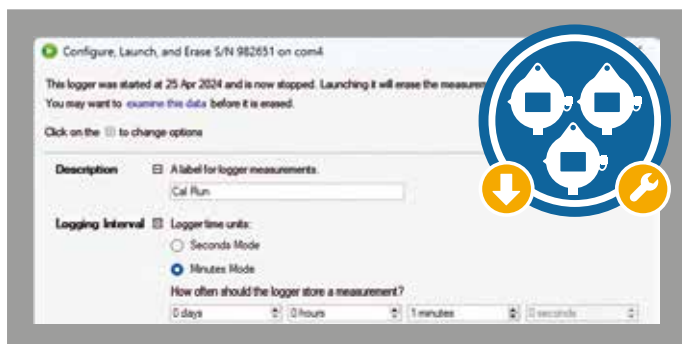 Configure, Launch, and Erase S/N 982651 on com4
This logger was started at 25 Apr 2024 and is now stopped. Launching it will erase the measurem
You may want to examine this data before it is erased.
Click on the to change options
Description
A label for logger measurements.
Cal Run
Logging Interval
Logger time units:
Seconds Mode
Minutes Mode
How often should the logger store a measurement?
0 days 0 hours 1 minutes 0 seconds